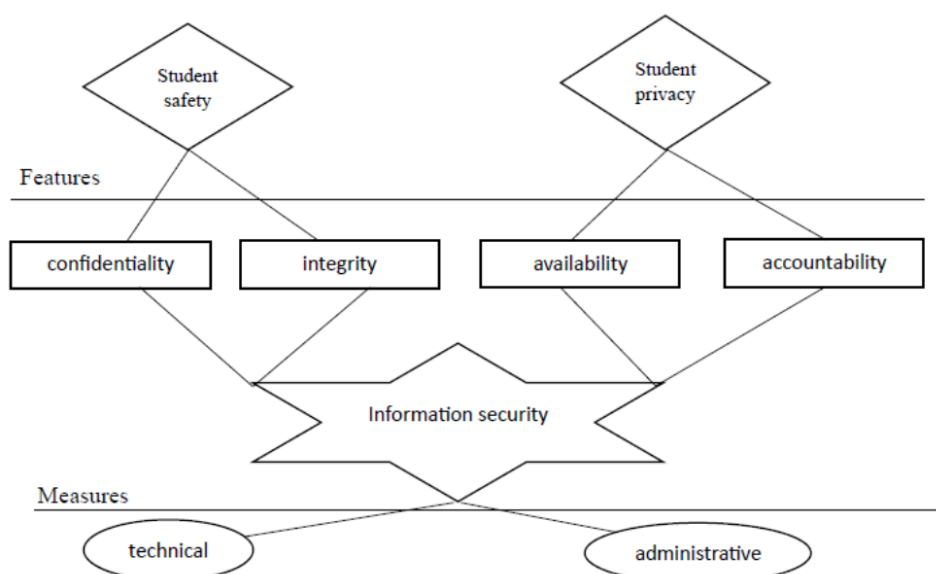 Student
safety
Student
privacy
Features
confidentiality
integrity
availability
accountability
Information security
Measures
technical
administrative